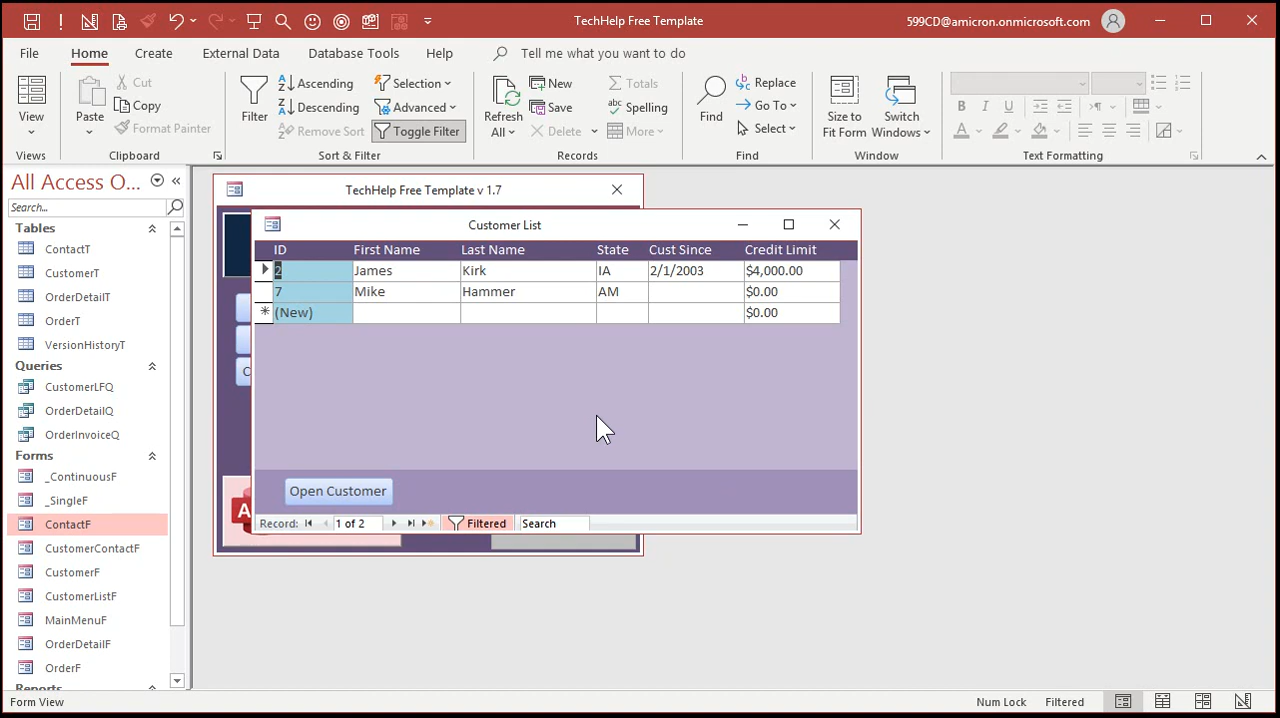 TechHelp Free Template
599CD@amicron.onmicrosoft.com
File Home Create External Data Database Tools Help Tell me what you want to do
View
Views
Paste
Cut
Copy
Format Painter
Clipboard
Filter
Ascending
Descending
Remove Sort
Selection
Advanced
Toggle Filter
Sort & Filter
Refresh
All
New
Save
Delete
Totals
Spelling
More
Records
Find
Replace
Go To
Select
Find
Size to
Fit Form
Switch
Windows
Window
B I U
A
Text Formatting
All Access O...
Search...
Tables
ContactT
CustomerT
OrderDetailT
OrderT
VersionHistoryT
Queries
CustomerLFQ
OrderDetailQ
OrderInvoiceQ
Forms
_ContinuousF
_SingleF
ContactF
CustomerContactF
CustomerF
CustomerListF
MainMenuF
OrderDetailF
OrderF
Reports
TechHelp Free Template v 1.7
C
A
Customer List
ID First Name Last Name State Cust Since Credit Limit
2 James Kirk IA 2/1/2003 $4,000.00
7 Mike Hammer AM $0.00
* (New) $0.00
Open Customer
Record: 1 of 2 Filtered Search
Form View
Num Lock Filtered